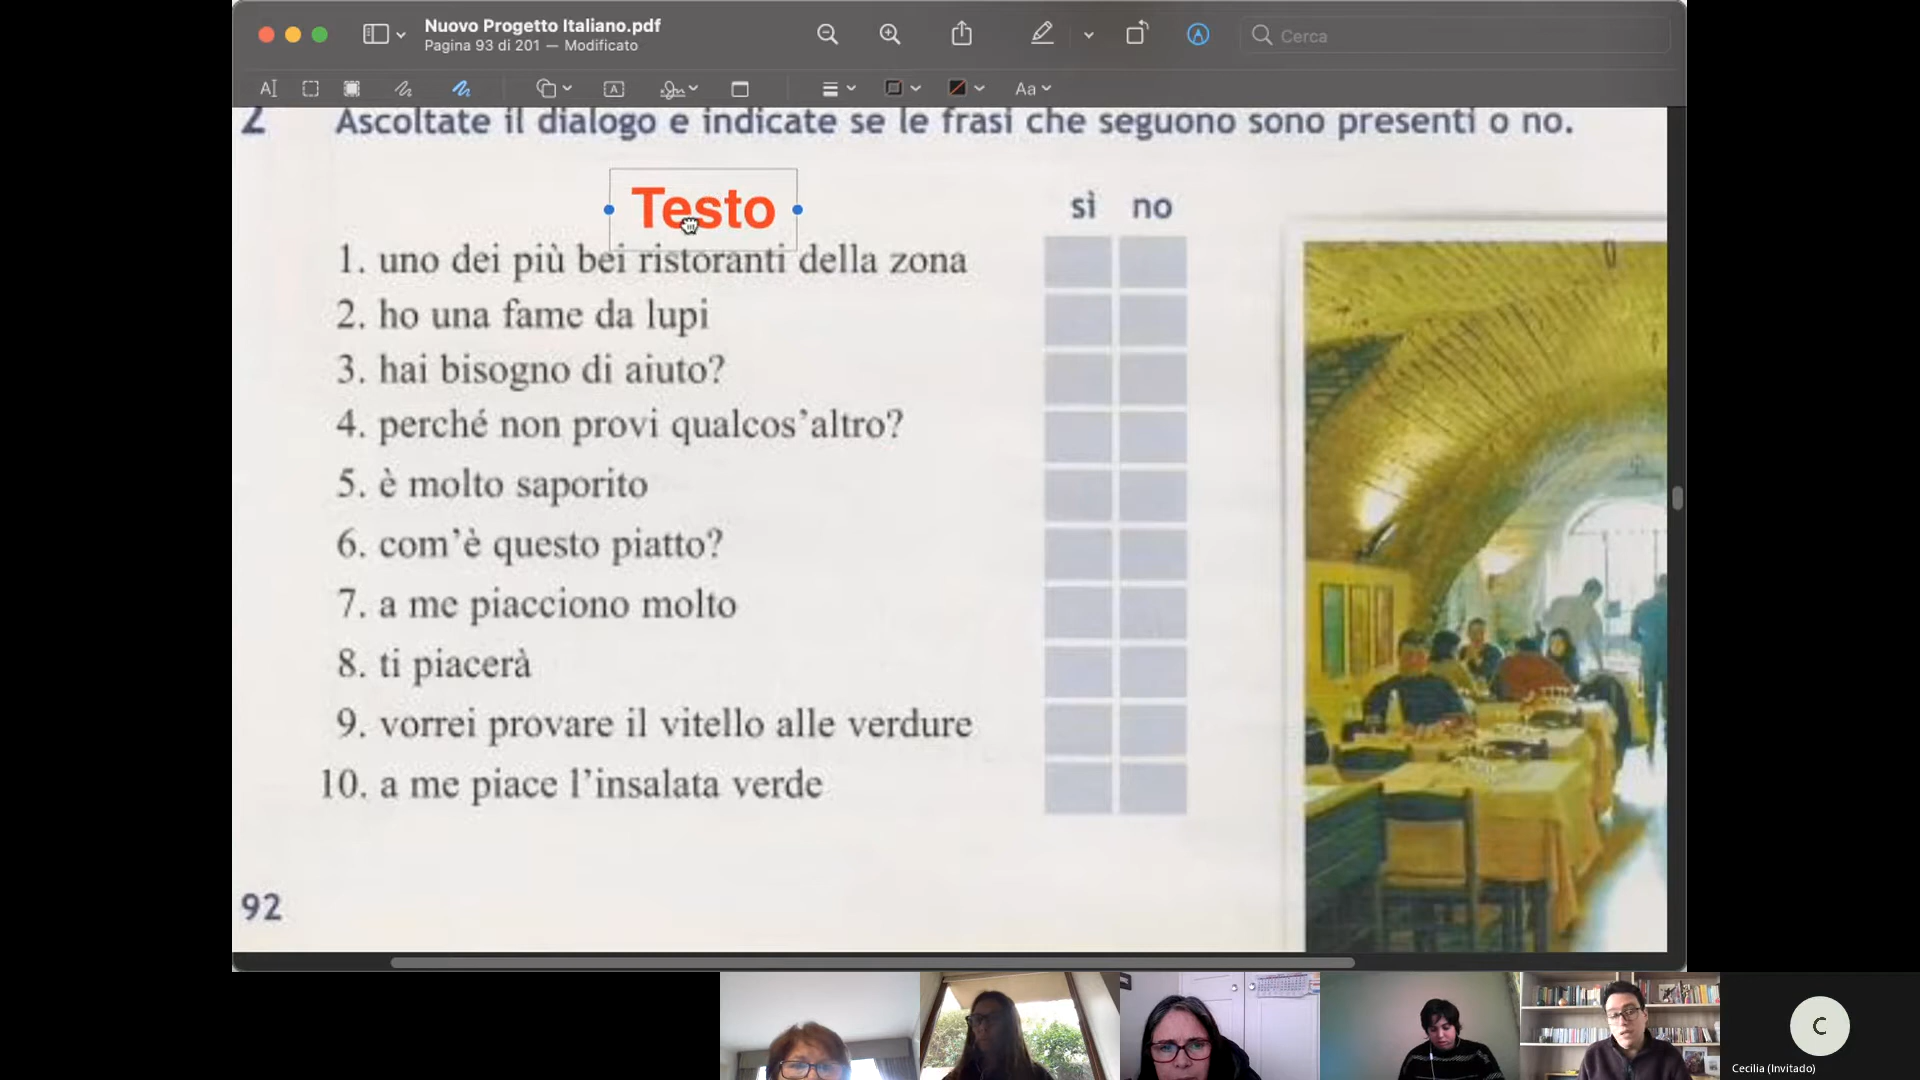 Nuovo Progetto Italiano.pdf
Pagina 93 di 201 — Modificato
Cerca
Aa
2 Ascoltate il dialogo e indicate se le frasi che seguono sono presenti o no.
Testo
sì no
1. uno dei più bei ristoranti della zona
2. ho una fame da lupi
3. hai bisogno di aiuto?
4. perché non provi qualcos’altro?
5. è molto saporito
6. com’è questo piatto?
7. a me piacciono molto
8. ti piacerà
9. vorrei provare il vitello alle verdure
10. a me piace l’insalata verde
92
C
Cecilia (Invitado)